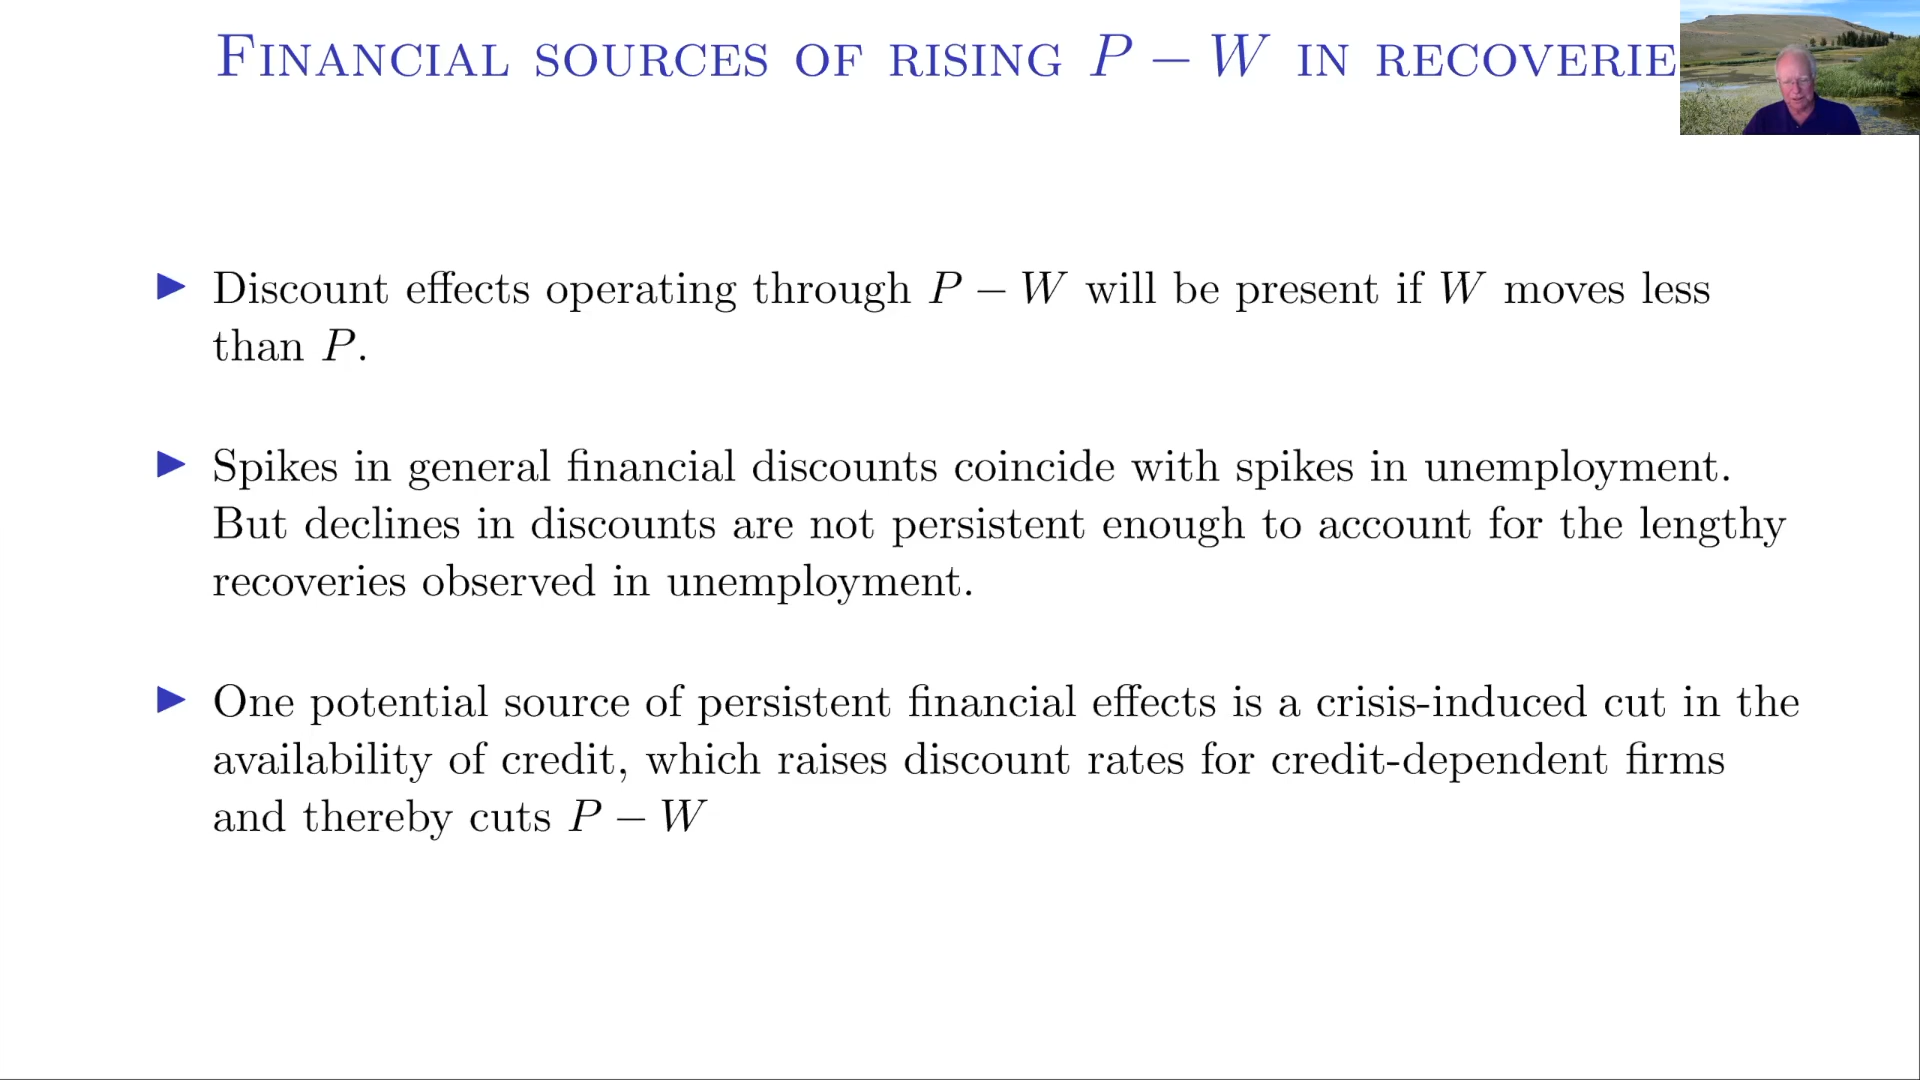 FINANCIAL SOURCES OF RISING P − W IN RECOVERIE
▶ Discount effects operating through P − W will be present if W moves less
than P.
▶ Spikes in general financial discounts coincide with spikes in unemployment.
But declines in discounts are not persistent enough to account for the lengthy
recoveries observed in unemployment.
▶ One potential source of persistent financial effects is a crisis-induced cut in the
availability of credit, which raises discount rates for credit-dependent firms
and thereby cuts P − W